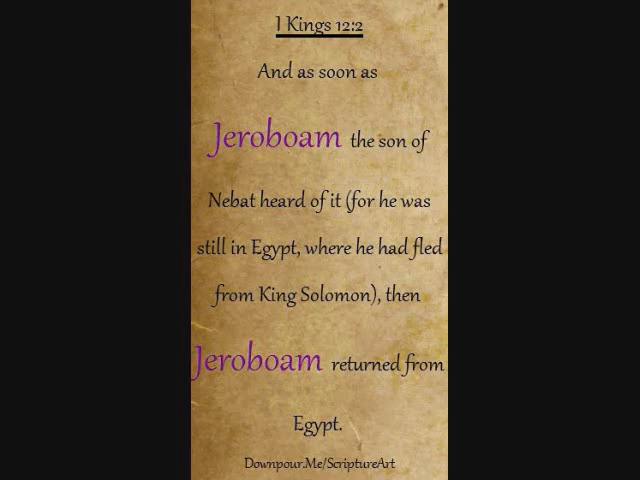 I Kings 12:2
And as soon as
Jeroboam the son of
Nebat heard of it (for he was
still in Egypt, where he had fled
from King Solomon), then
Jeroboam returned from
Egypt.
Downpour.Me/ScriptureArt